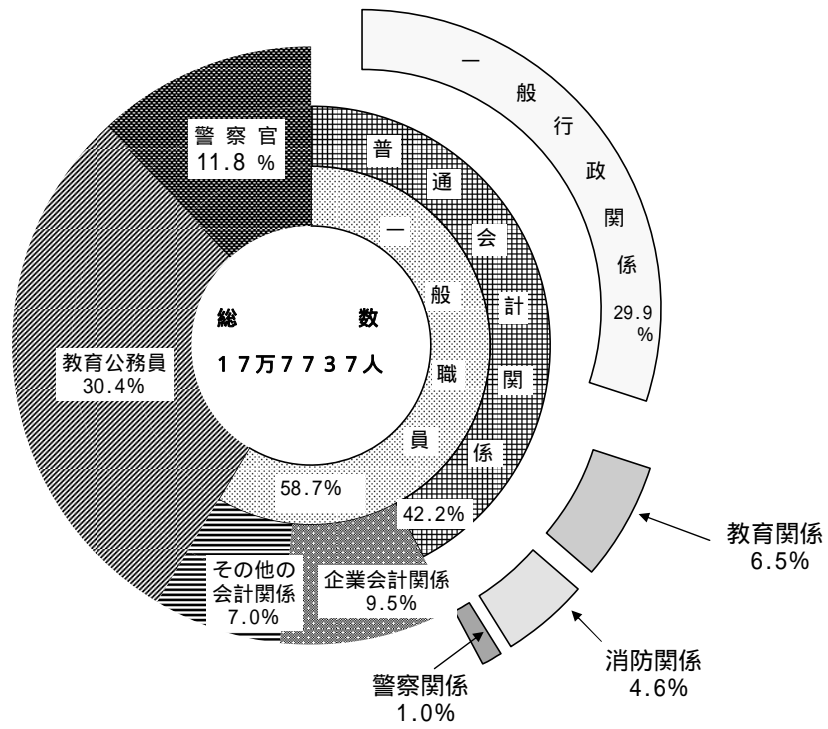 総 数
17万7737人
一般職員
58.7%
普通会計関係
42.2%
一般行政関係
29.9
%
教育関係
6.5%
消防関係
4.6%
警察関係
1.0%
企業会計関係
9.5%
その他の
会計関係
7.0%
教育公務員
30.4%
警察官
11.8 %